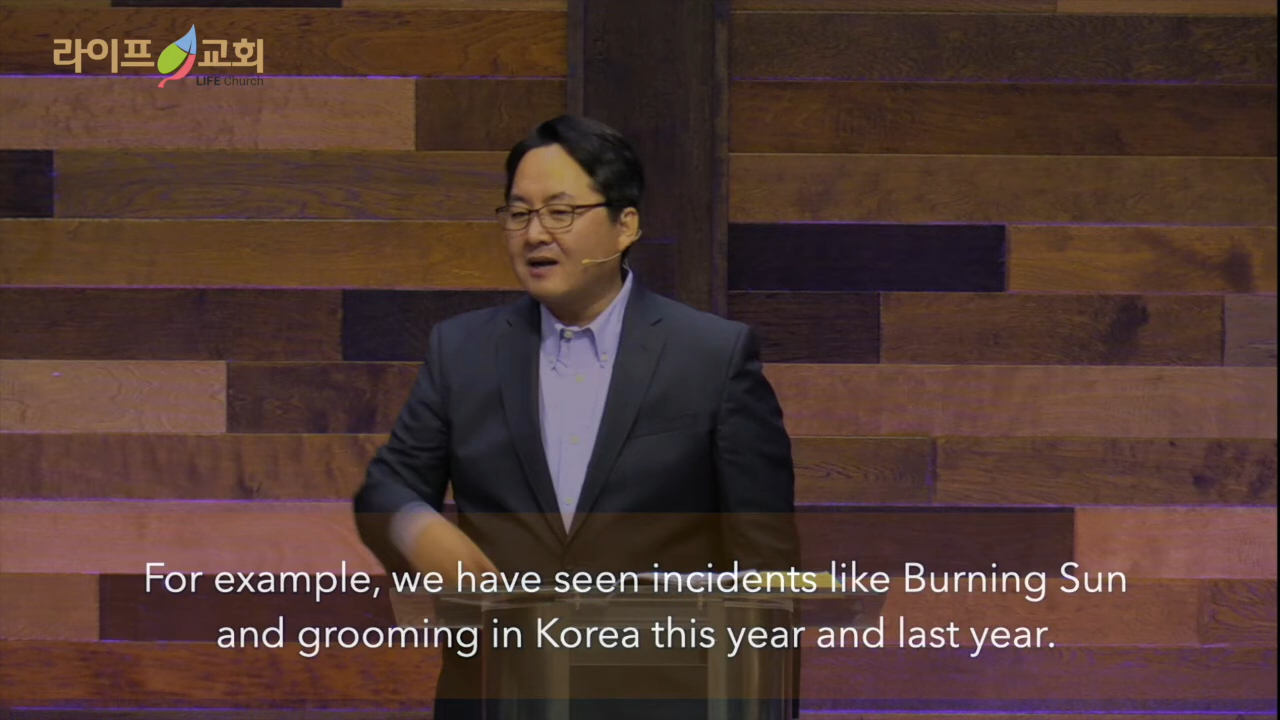 라이프 교회
LIFE Church
For example, we have seen incidents like Burning Sun
and grooming in Korea this year and last year.